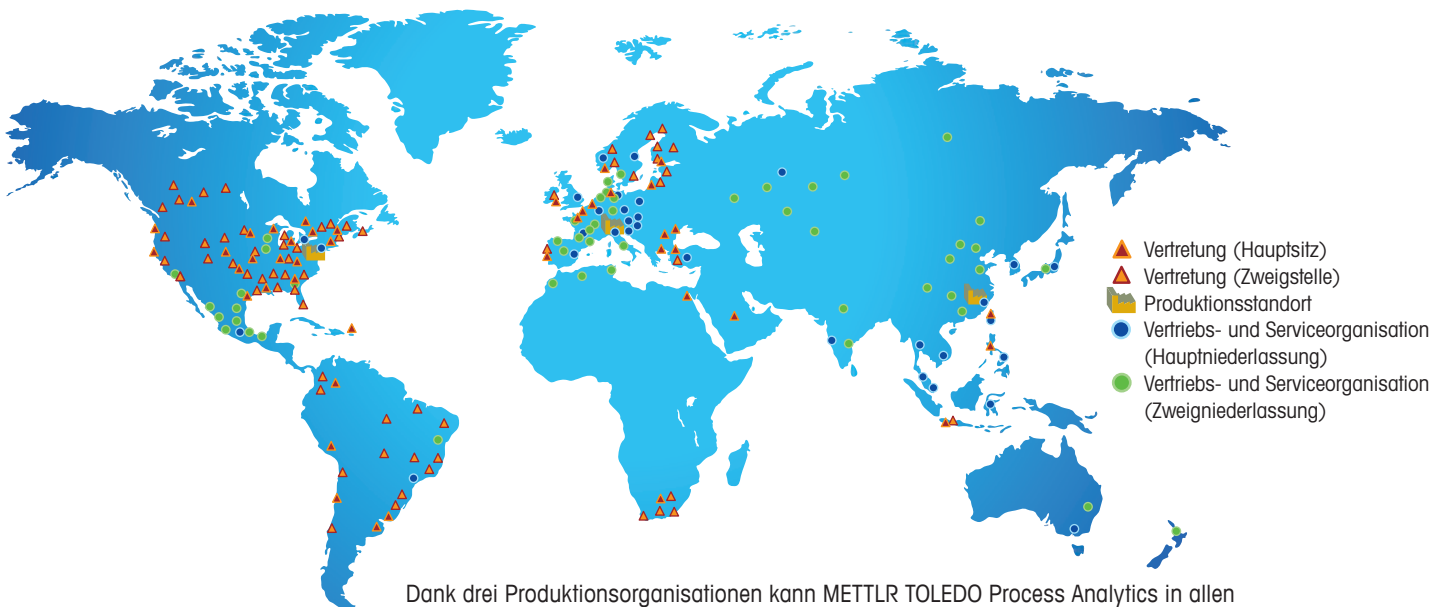 Vertretung (Hauptsitz)
Vertretung (Zweigstelle)
Produktionsstandort
Vertriebs- und Serviceorganisation
(Hauptniederlassung)
Vertriebs- und Serviceorganisation
(Zweigniederlassung)
Dank drei Produktionsorganisationen kann METTLR TOLEDO Process Analytics in allen